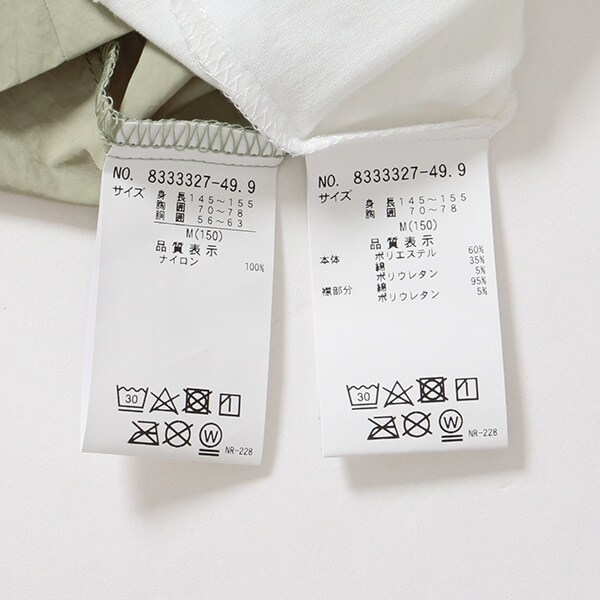 NO. 8333327-49.9
サイズ
身長145～155
胸囲 70～78
胴囲 56～63
M(150)
品質表示
ナイロン 100%
30
W
NR-228
NO. 8333327-49.9
サイズ
身長145～155
胸囲 70～78
M(150)
品質表示
本体 ポリエステル 60%
綿 35%
ポリウレタン 5%
襟部分 綿 95%
ポリウレタン 5%
30
W
NR-228